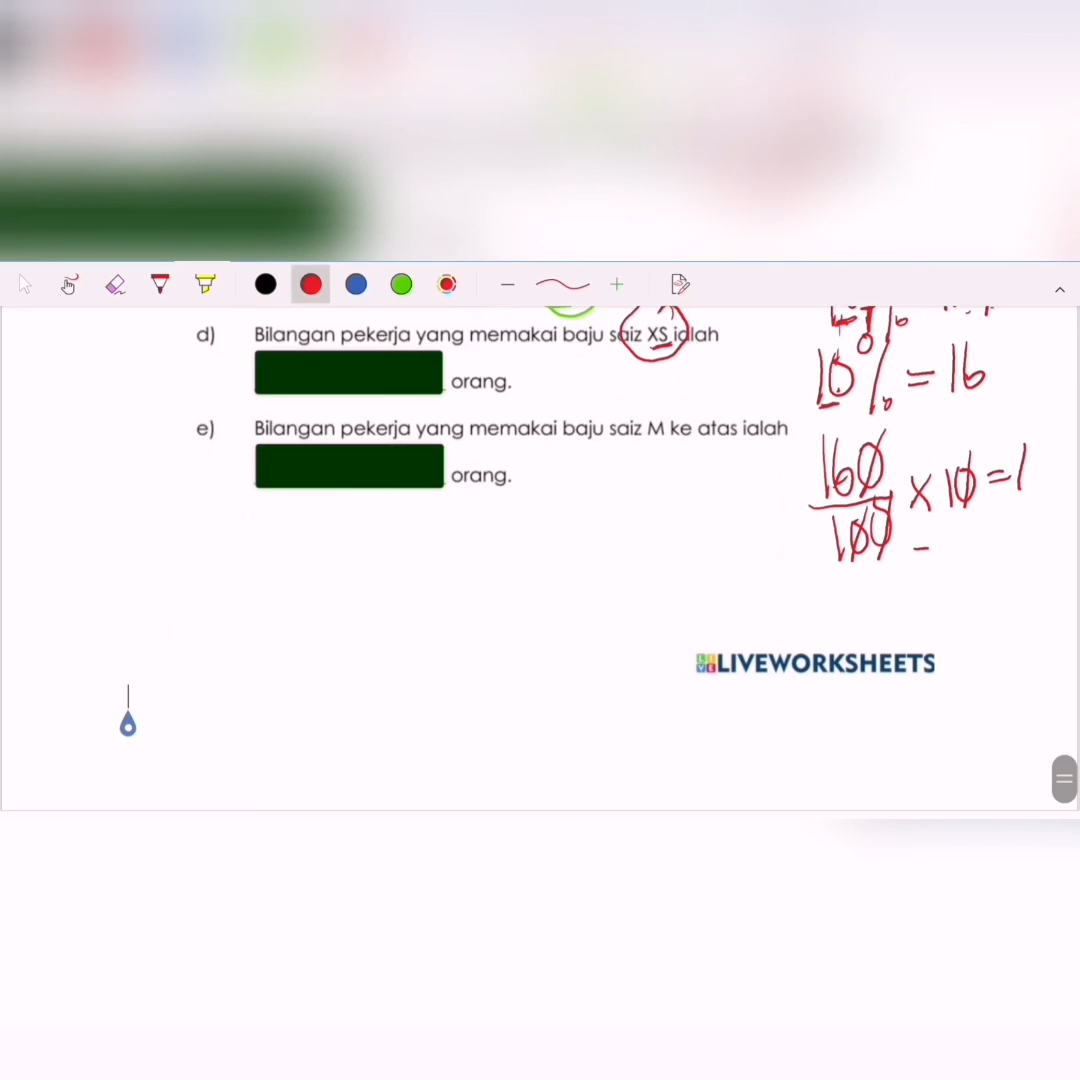 d) Bilangan pekerja yang memakai baju saiz XS ialah
orang.
10% = 16
e) Bilangan pekerja yang memakai baju saiz M ke atas ialah
orang.
160/100 × 10 = 1
LIVEWORKSHEETS